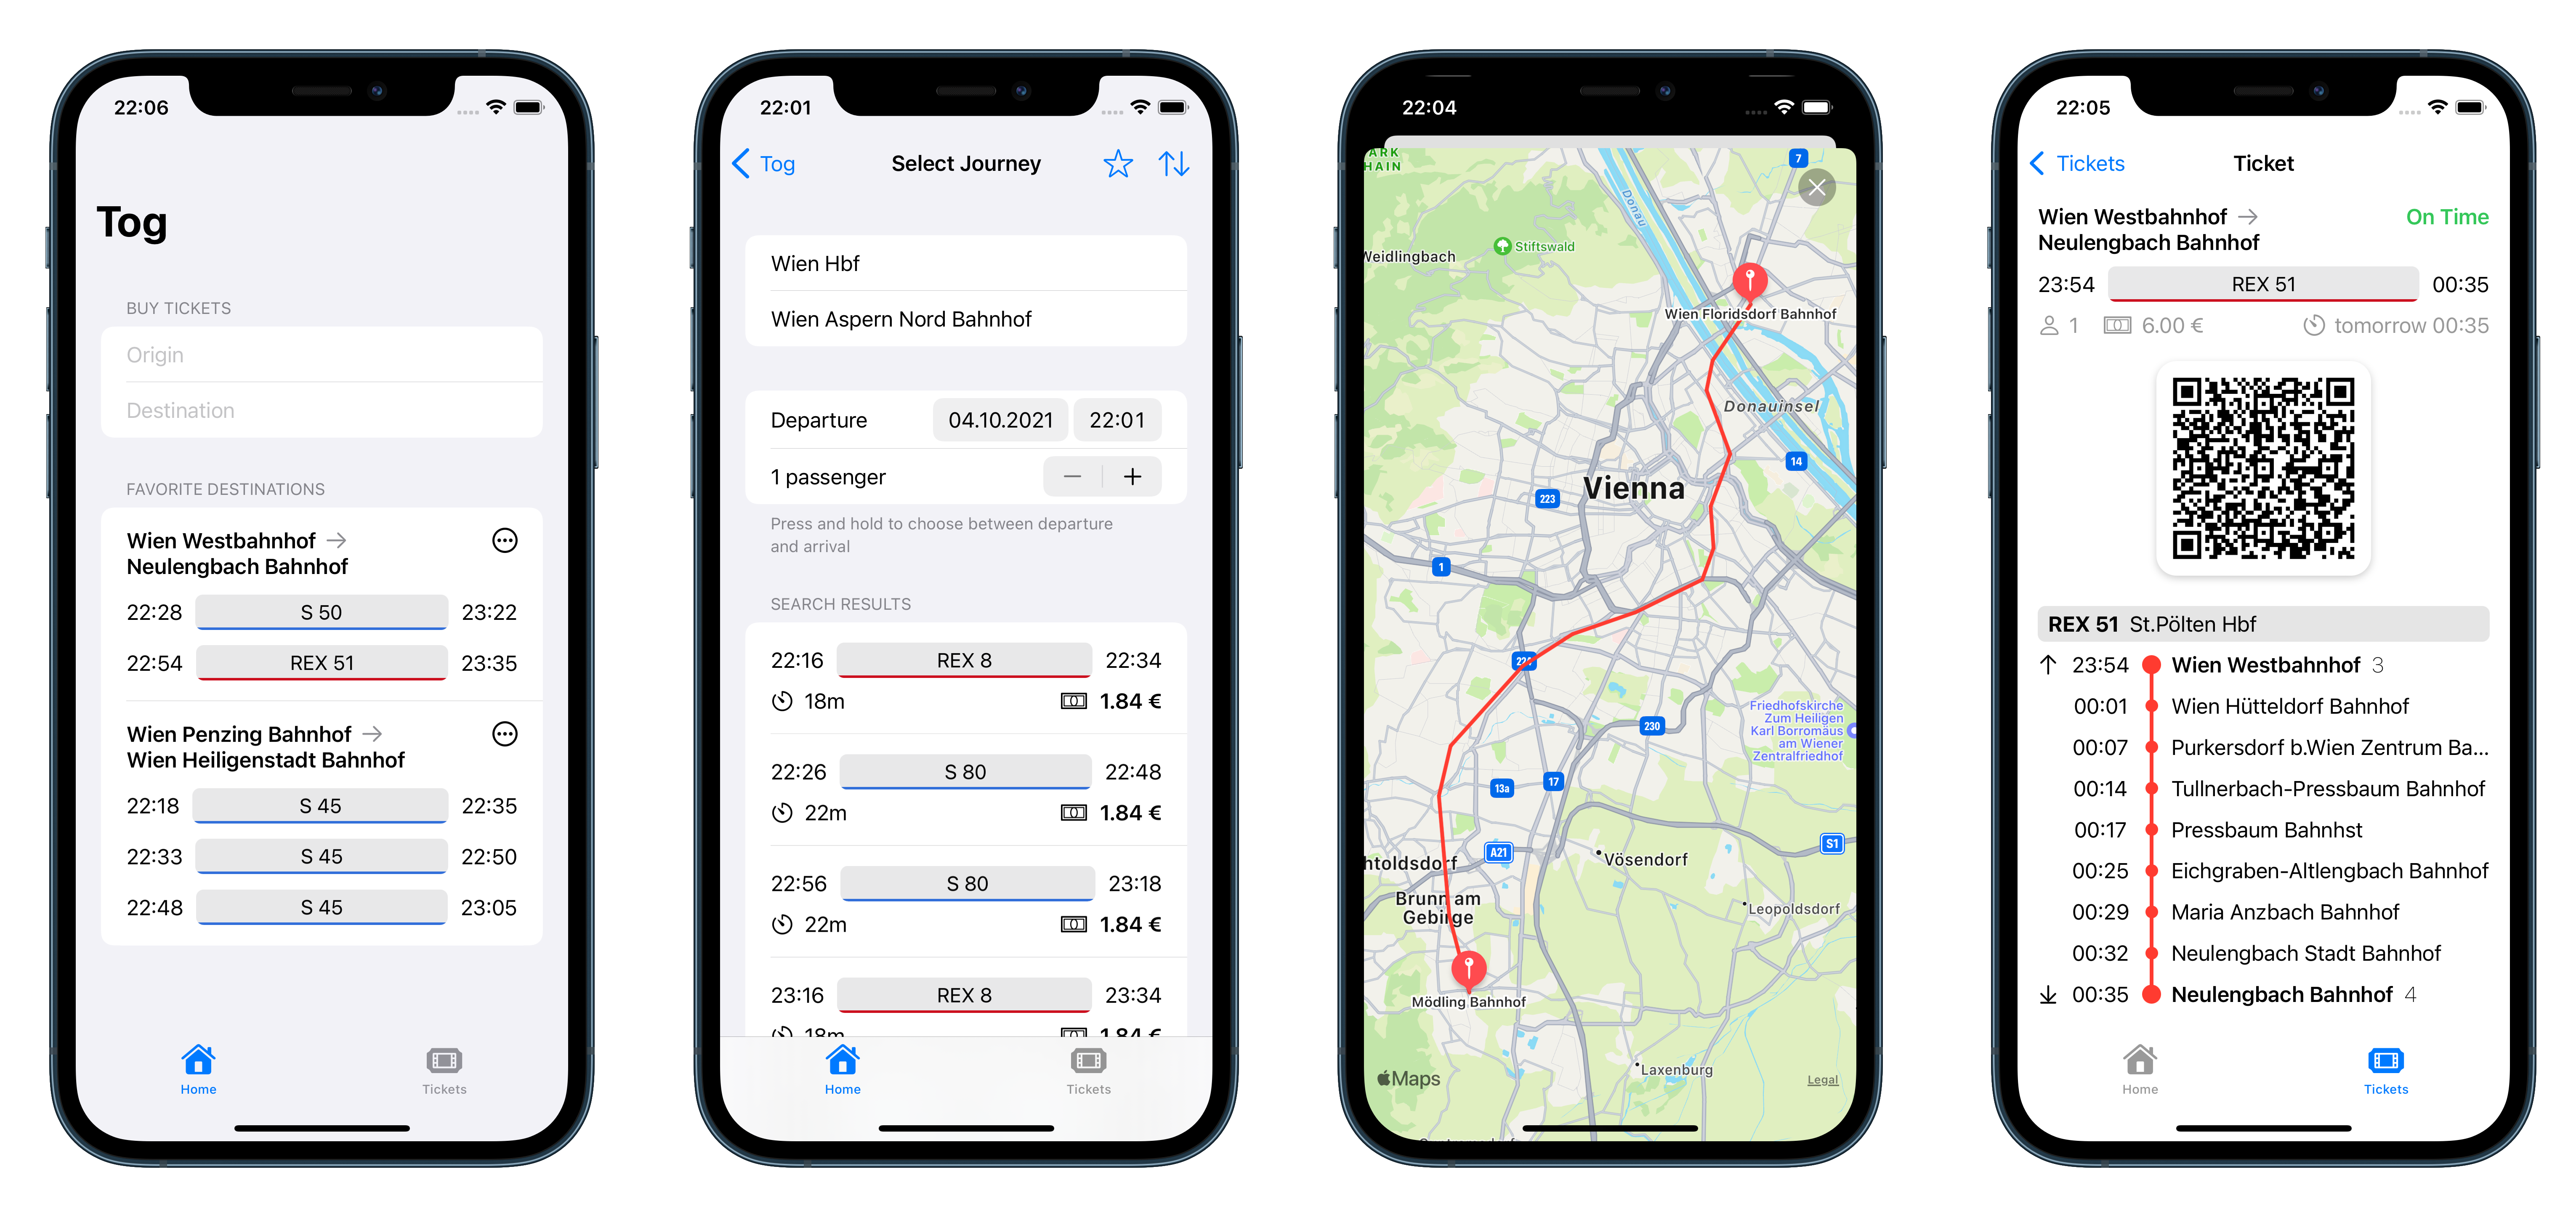 22:06
Tog
BUY TICKETS
Origin
Destination
FAVORITE DESTINATIONS
Wien Westbahnhof →
Neulengbach Bahnhof
22:28 S 50 23:22
22:54 REX 51 23:35
Wien Penzing Bahnhof →
Wien Heiligenstadt Bahnhof
22:18 S 45 22:35
22:33 S 45 22:50
22:48 S 45 23:05
Home Tickets
22:01
Tog Select Journey
Wien Hbf
Wien Aspern Nord Bahnhof
Departure 04.10.2021 22:01
1 passenger − +
Press and hold to choose between departure
and arrival
SEARCH RESULTS
22:16 REX 8 22:34
18m 1.84 €
22:26 S 80 22:48
22m 1.84 €
22:56 S 80 23:18
22m 1.84 €
23:16 REX 8 23:34
18m 1.84 €
Home Tickets
22:04
ARK
HAIN
7
Donau
Stiftswald
Weidlingbach
Wien Floridsdorf Bahnhof
Donauinsel
14
Vienna
223
1
Friedhofskirche
Zum Heiligen
Karl Borromäus
am Wiener
Zentralfriedhof
230
17
13a
S1
A21
Vösendorf
htoldsdorf
Brunn am
Gebirge
Leopoldsdorf
Mödling Bahnhof
Laxenburg
Maps
Legal
22:05
Tickets Ticket
Wien Westbahnhof → On Time
Neulengbach Bahnhof
23:54 REX 51 00:35
1 6.00 € tomorrow 00:35
REX 51 St.Pölten Hbf
23:54 Wien Westbahnhof 3
00:01 Wien Hütteldorf Bahnhof
00:07 Purkersdorf b.Wien Zentrum Ba...
00:14 Tullnerbach-Pressbaum Bahnhof
00:17 Pressbaum Bahnhst
00:25 Eichgraben-Altlengbach Bahnhof
00:29 Maria Anzbach Bahnhof
00:32 Neulengbach Stadt Bahnhof
00:35 Neulengbach Bahnhof 4
Home Tickets